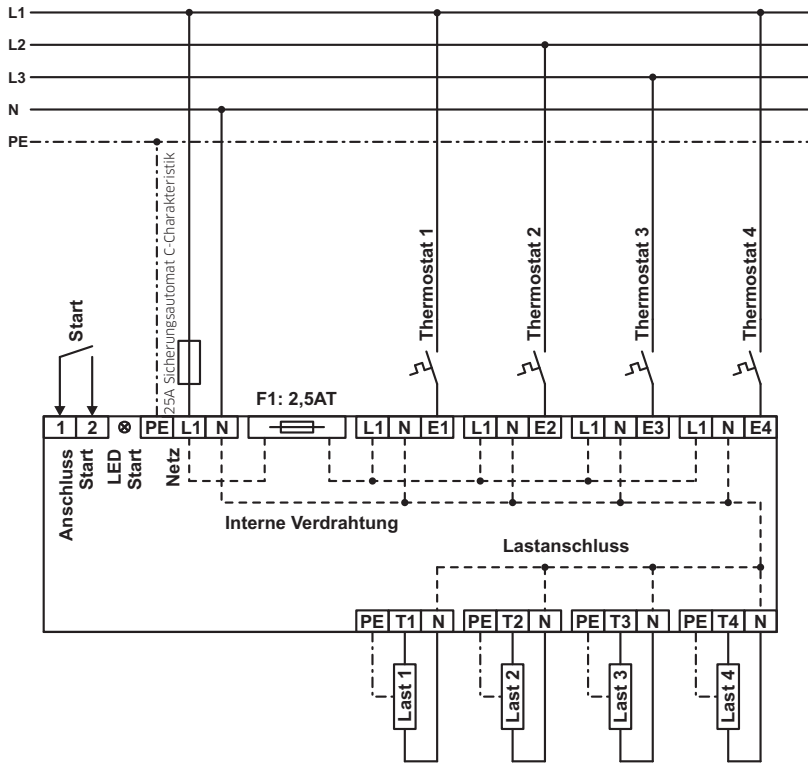 L1
L2
L3
N
PE
25A Sicherungsautomat C-Charakteristik
Start
Thermostat 1
Thermostat 2
Thermostat 3
Thermostat 4
F1: 2,5AT
1 2 PE L1 N L1 N E1 L1 N E2 L1 N E3 L1 N E4
Anschluss
Start
LED
Start
Netz
Interne Verdrahtung
Lastanschluss
PE T1 N PE T2 N PE T3 N PE T4 N
Last 1
Last 2
Last 3
Last 4